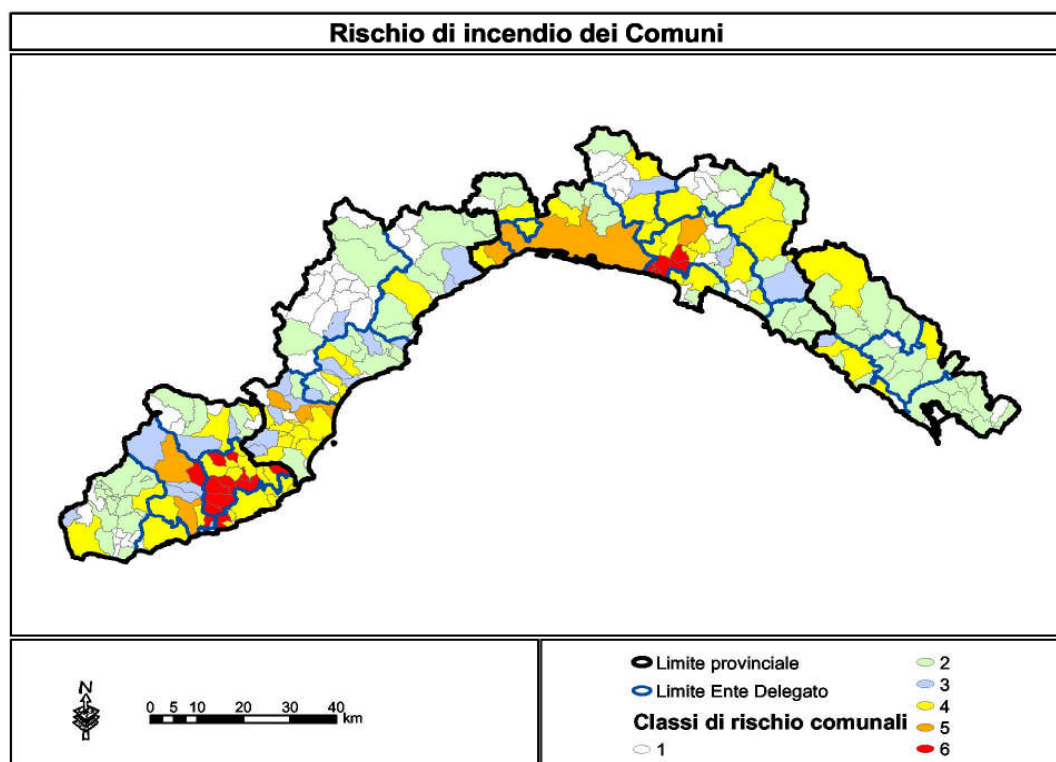 Rischio di incendio dei Comuni
N
0 5 10 20 30 40
km
Limite provinciale
Limite Ente Delegato
Classi di rischio comunali
1
2
3
4
5
6